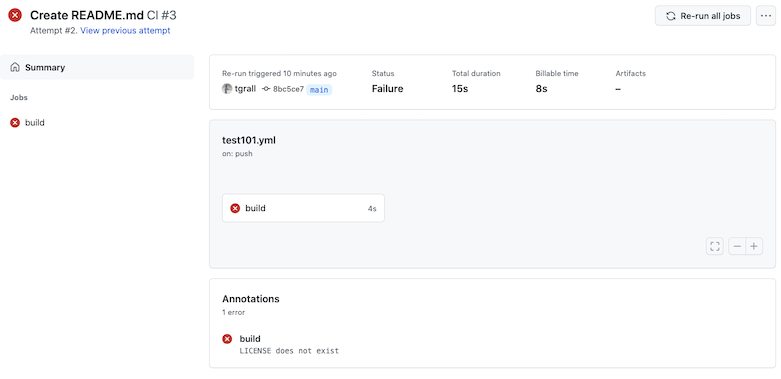 Create README.md CI #3
Re-run all jobs
Attempt #2. View previous attempt
Summary
Jobs
build
Re-run triggered 10 minutes ago
tgrall 8bc5ce7 main
Status
Failure
Total duration
15s
Billable time
8s
Artifacts
–
test101.yml
on: push
build 4s
Annotations
1 error
build
LICENSE does not exist